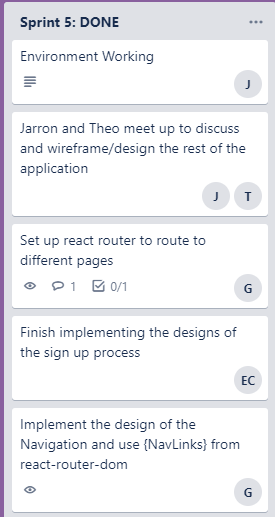 Sprint 5: DONE
Environment Working
J
Jarron and Theo meet up to discuss
and wireframe/design the rest of the
application
J T
Set up react router to route to
different pages
1 0/1
G
Finish implementing the designs of
the sign up process
EC
Implement the design of the
Navigation and use {NavLinks} from
react-router-dom
G